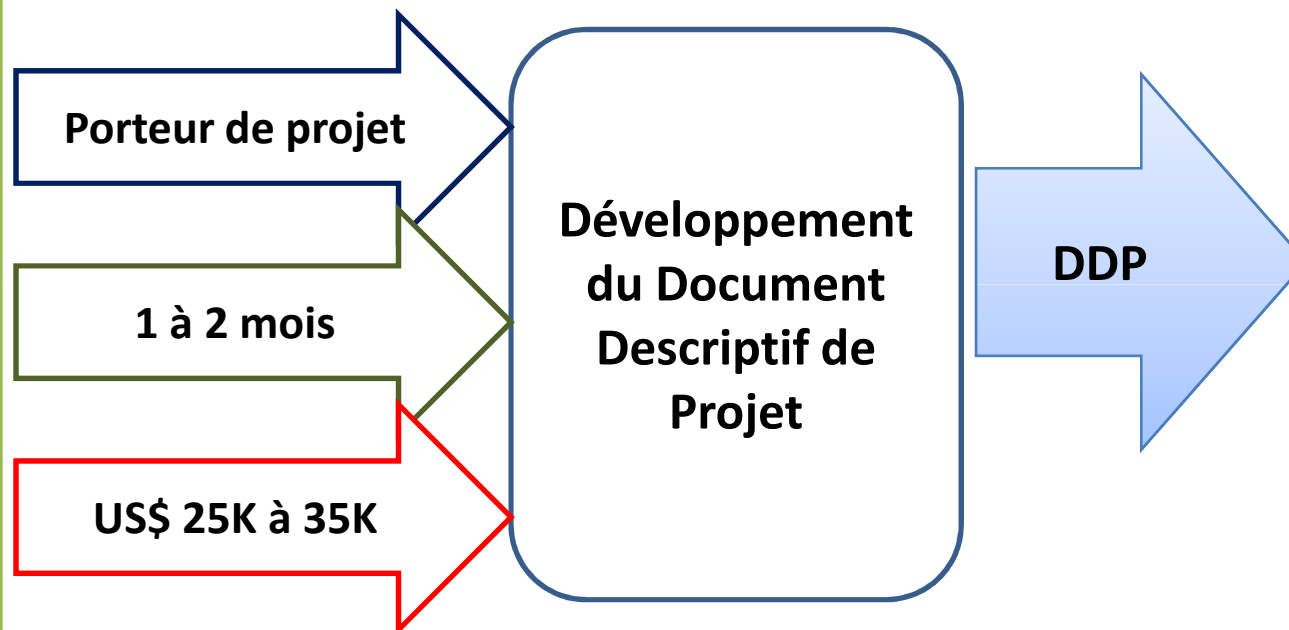 Porteur de projet
1 à 2 mois
US$ 25K à 35K
Développement
du Document
Descriptif de
Projet
DDP